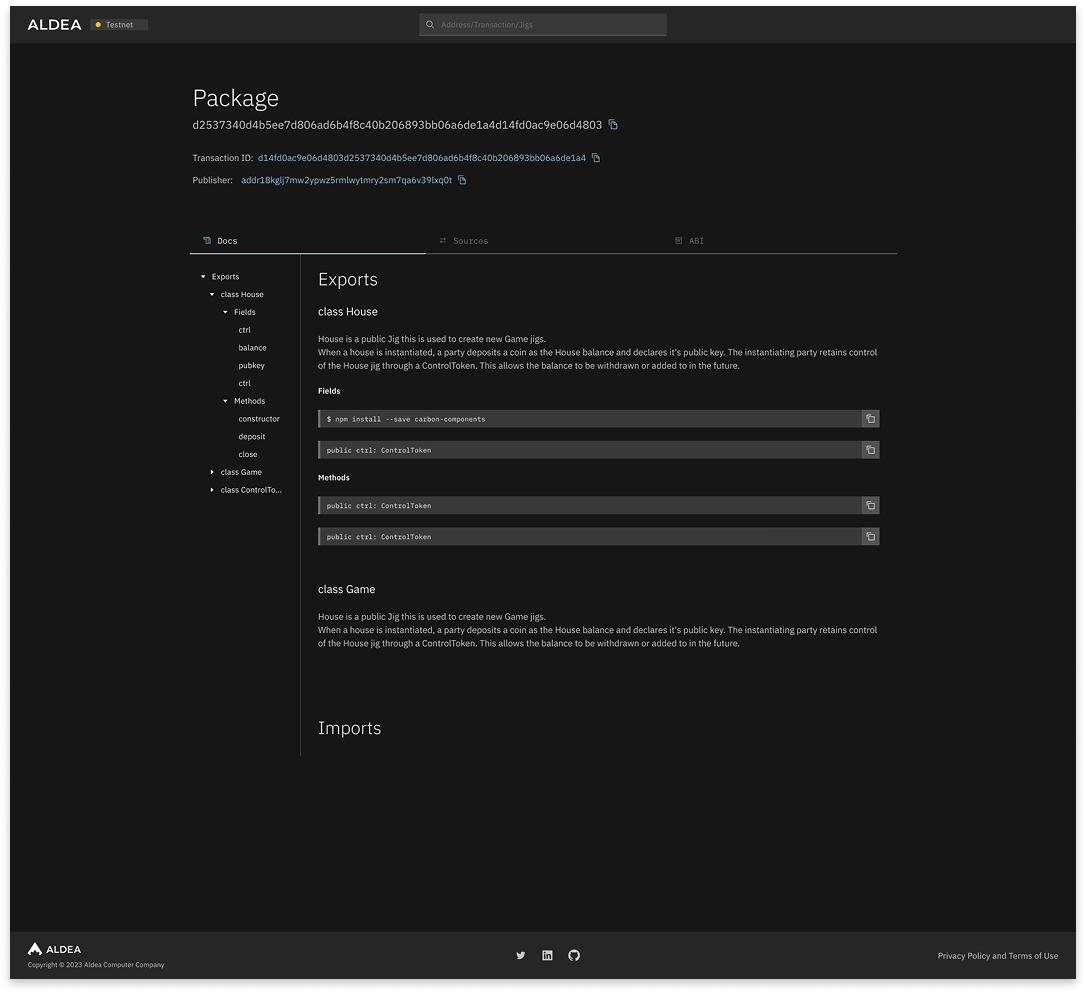 ALDEA Testnet Address/Transaction/Jigs
Package
d2537340d4b5ee7d806ad6b4f8c40b206893bb06a6de1a4d14fd0ac9e06d4803
Transaction ID: d14fd0ac9e06d4803d2537340d4b5ee7d806ad6b4f8c40b206893bb06a6de1a4
Publisher: addr18kglj7mw2ypwz5rmlwytmry2sm7qa6v39lxq0t
Docs Sources ABI
Exports
class House
Fields
ctrl
balance
pubkey
ctrl
Methods
constructor
deposit
close
class Game
class ControlTo...
Exports
class House
House is a public Jig this is used to create new Game jigs.
When a house is instantiated, a party deposits a coin as the House balance and declares it's public key. The instantiating party retains control
of the House jig through a ControlToken. This allows the balance to be withdrawn or added to in the future.
Fields
$ npm install --save carbon-components
public ctrl: ControlToken
Methods
public ctrl: ControlToken
public ctrl: ControlToken
class Game
House is a public Jig this is used to create new Game jigs.
When a house is instantiated, a party deposits a coin as the House balance and declares it's public key. The instantiating party retains control
of the House jig through a ControlToken. This allows the balance to be withdrawn or added to in the future.
Imports
ALDEA
Copyright © 2023 Aldea Computer Company
Privacy Policy and Terms of Use